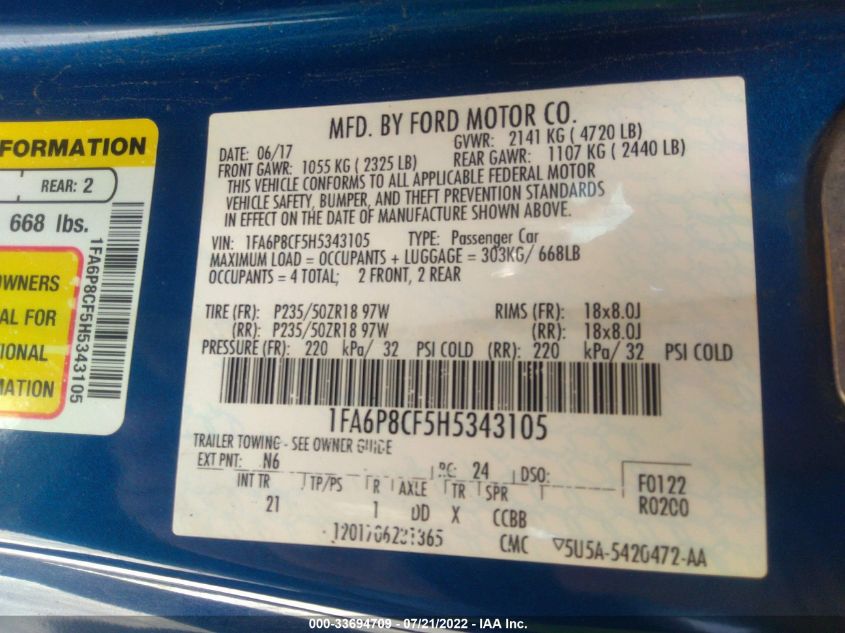 FORMATION
REAR: 2
668 lbs.
OWNERS
AL FOR
IONAL
MATION
1FA6P8CF5H5343105
MFD. BY FORD MOTOR CO.
DATE: 06/17 GVWR: 2141 KG ( 4720 LB)
FRONT GAWR: 1055 KG ( 2325 LB) REAR GAWR: 1107 KG ( 2440 LB)
THIS VEHICLE CONFORMS TO ALL APPLICABLE FEDERAL MOTOR
VEHICLE SAFETY, BUMPER, AND THEFT PREVENTION STANDARDS
IN EFFECT ON THE DATE OF MANUFACTURE SHOWN ABOVE.
VIN: 1FA6P8CF5H5343105 TYPE: Passenger Car
MAXIMUM LOAD = OCCUPANTS + LUGGAGE = 303KG/ 668LB
OCCUPANTS = 4 TOTAL; 2 FRONT, 2 REAR
TIRE (FR): P235/50ZR18 97W RIMS (FR): 18x8.0J
(RR): P235/50ZR18 97W (RR): 18x8.0J
PRESSURE (FR): 220 kPa/ 32 PSI COLD (RR): 220 kPa/ 32 PSI COLD
1FA6P8CF5H5343105
TRAILER TOWING - SEE OWNER GUIDE
EXT PNT: N6 RC: 24 DSO: F0122
INT TR TP/PS R AXLE TR SPR R0200
21 1 DD X CCBB
CMC ▽5U5A-5420472-AA
000-33694709 - 07/21/2022 - IAA Inc.